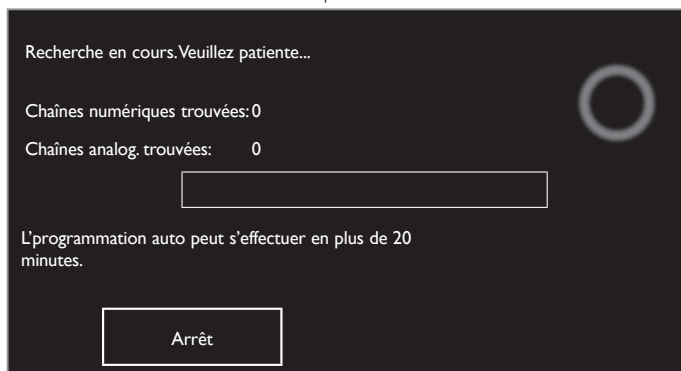 Recherche en cours. Veuillez patiente...
Chaînes numériques trouvées: 0
Chaînes analog. trouvées: 0
L'programmation auto peut s'effectuer en plus de 20
minutes.
Arrêt